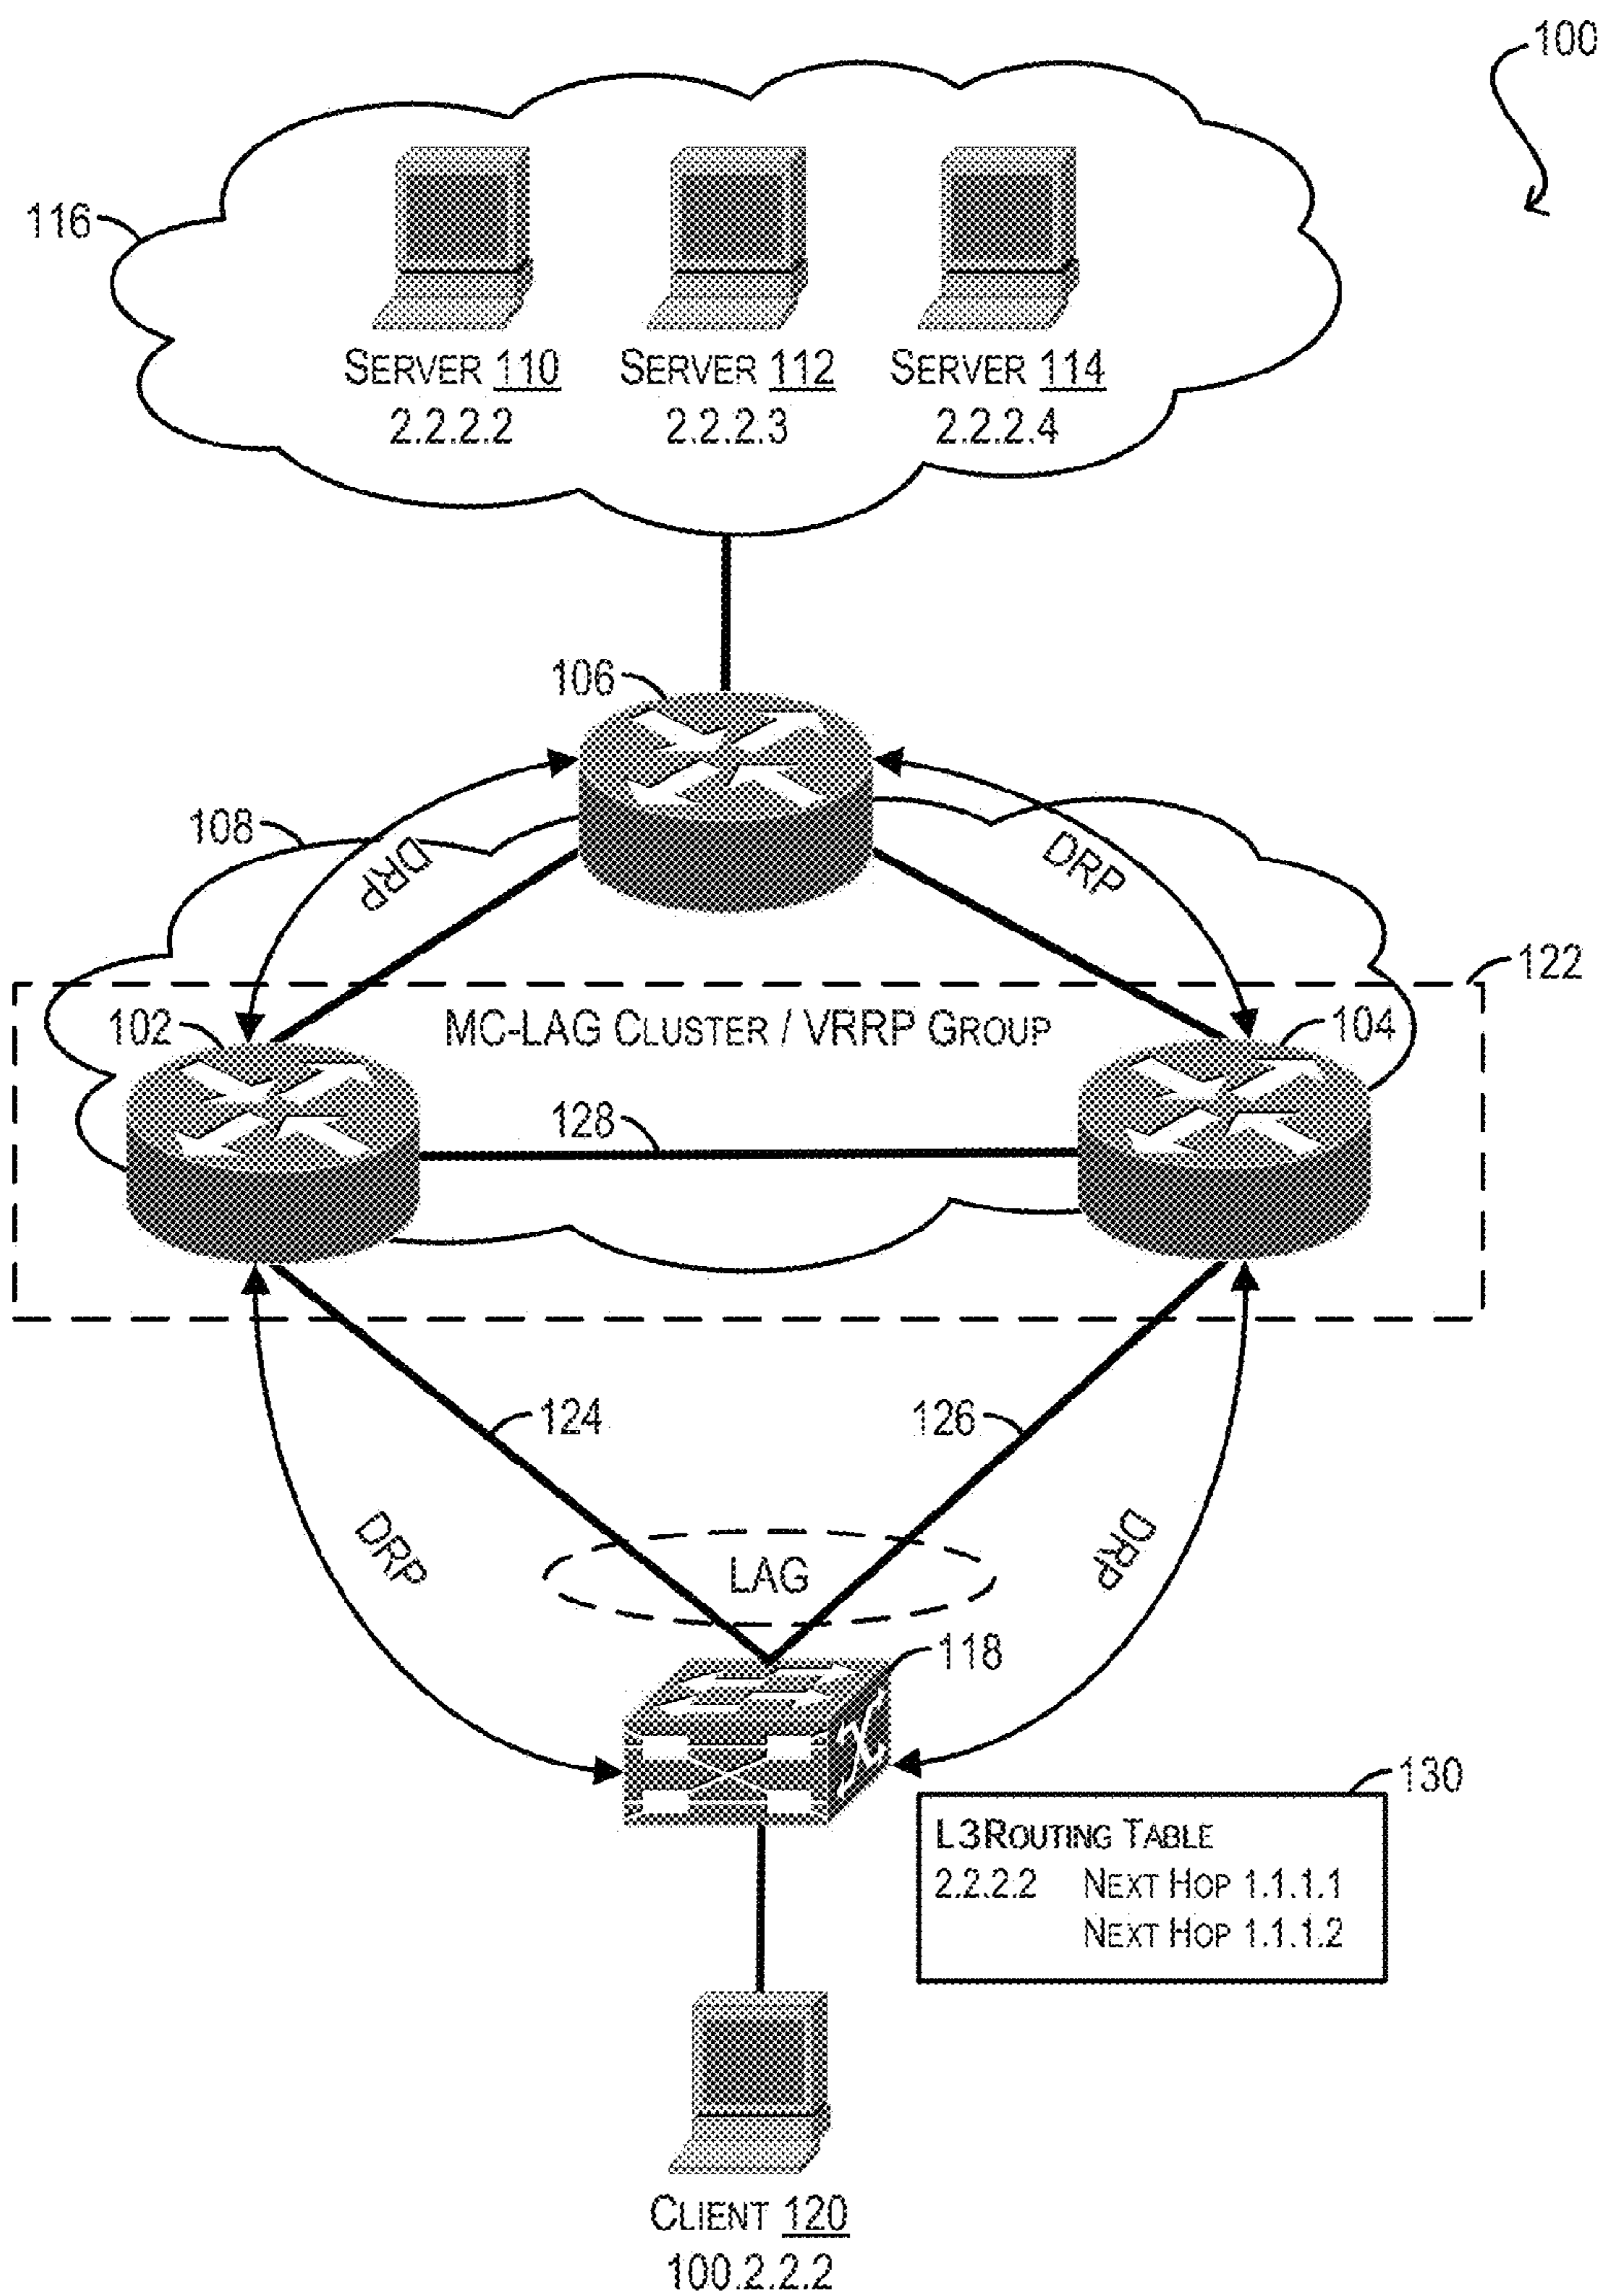 100
116
SERVER 110
2.2.2.2
SERVER 112
2.2.2.3
SERVER 114
2.2.2.4
106
108
DRP
DRP
122
102
MC-LAG CLUSTER / VRRP GROUP
104
128
124
126
DRP
DRP
LAG
118
130
L3ROUTING TABLE
2.2.2.2 NEXT HOP 1.1.1.1
NEXT HOP 1.1.1.2
CLIENT 120
100.2.2.2